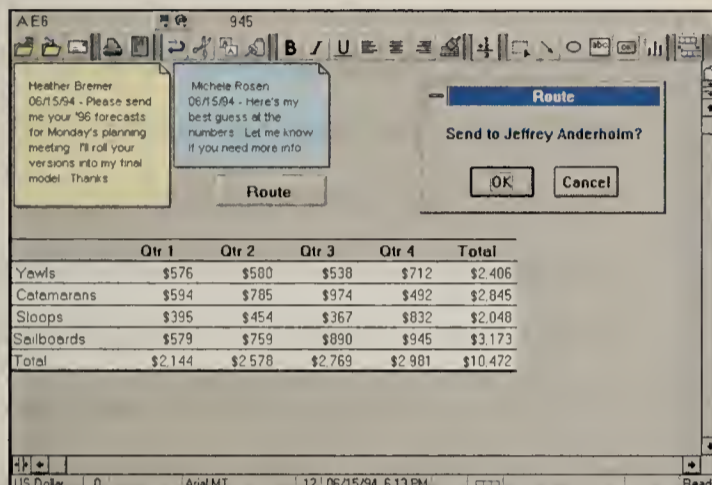 AE6 945
B I U abc OK
Heather Bremer
06/15/94 - Please send
me your '96 forecasts
for Monday's planning
meeting I'll roll your
versions into my final
model Thanks
Michele Rosen
06/15/94 - Here's my
best guess at the
numbers Let me know
if you need more info
Route
Route
Send to Jeffrey Anderholm?
OK Cancel
Qtr 1 Qtr 2 Qtr 3 Qtr 4 Total
Yawls $576 $580 $538 $712 $2,406
Catamarans $594 $785 $974 $492 $2,845
Sloops $395 $454 $367 $832 $2,048
Sailboards $579 $759 $890 $945 $3,173
Total $2,144 $2 578 $2,769 $2 981 $10,472
US Dollar 0 Arial MT 12 06/15/94 6:13 PM Read